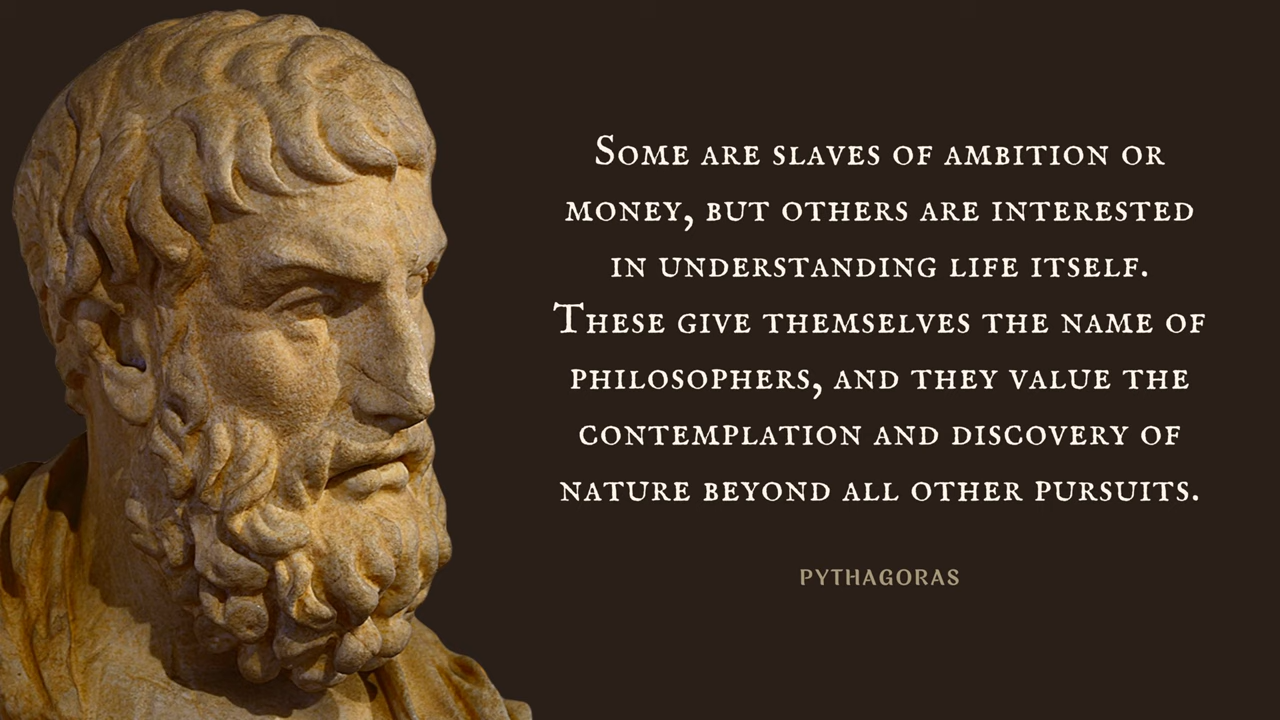 Some are slaves of ambition or
money, but others are interested
in understanding life itself.
These give themselves the name of
philosophers, and they value the
contemplation and discovery of
nature beyond all other pursuits.
PYTHAGORAS